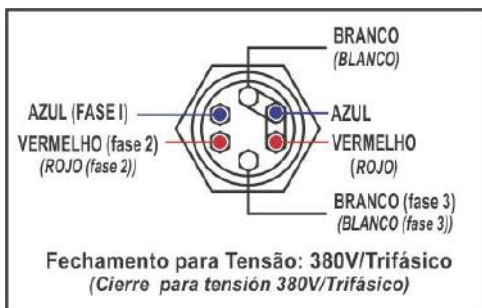 BRANCO
(BLANCO)
AZUL (FASE I)
AZUL
VERMELHO (fase 2)
(ROJO (fase 2))
VERMELHO
(ROJO)
BRANCO (fase 3)
(BLANCO (fase 3))
Fechamento para Tensão: 380V/Trifásico
(Cierre para tensión 380V/Trifásico)